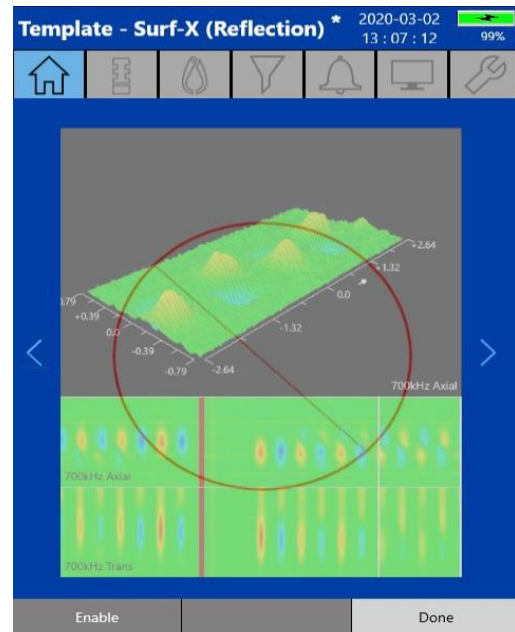 Template - Surf-X (Reflection) *
2020-03-02
13 : 07 : 12
99%
+2.64
+1.32
0.0
-1.32
-2.64
0.79
+0.39
0.0
-0.39
-0.79
700kHz Axial
700kHz Axial
700kHz Trans
Enable
Done